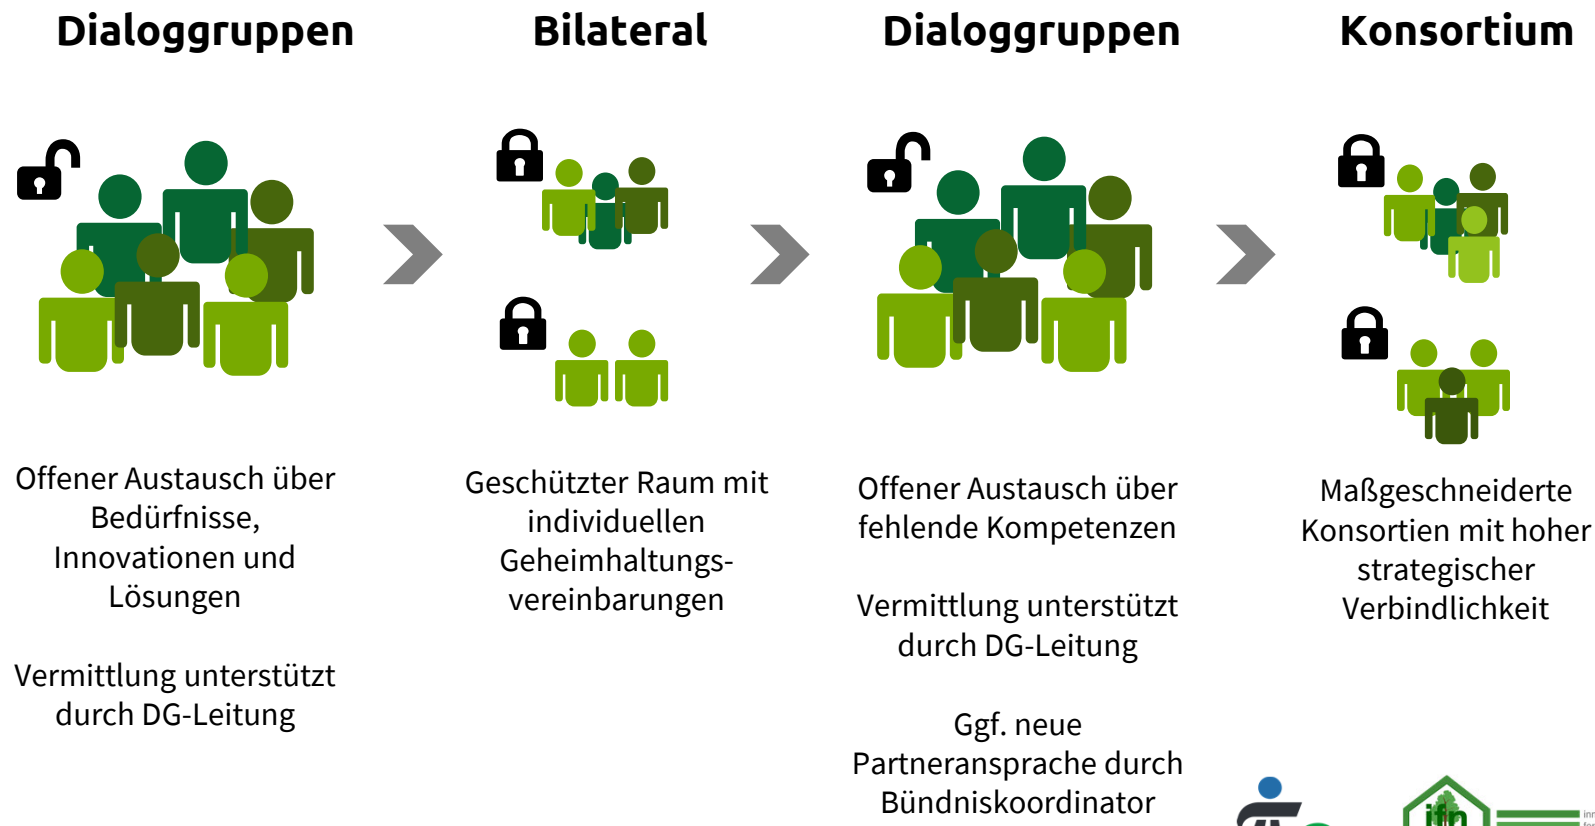 Dialoggruppen
Offener Austausch über
Bedürfnisse,
Innovationen und
Lösungen
Vermittlung unterstützt
durch DG-Leitung
Bilateral
Geschützter Raum mit
individuellen
Geheimhaltungs-
vereinbarungen
Dialoggruppen
Offener Austausch über
fehlende Kompetenzen
Vermittlung unterstützt
durch DG-Leitung
Ggf. neue
Partneransprache durch
Bündniskoordinator
Konsortium
Maßgeschneiderte
Konsortien mit hoher
strategischer
Verbindlichkeit
ifn